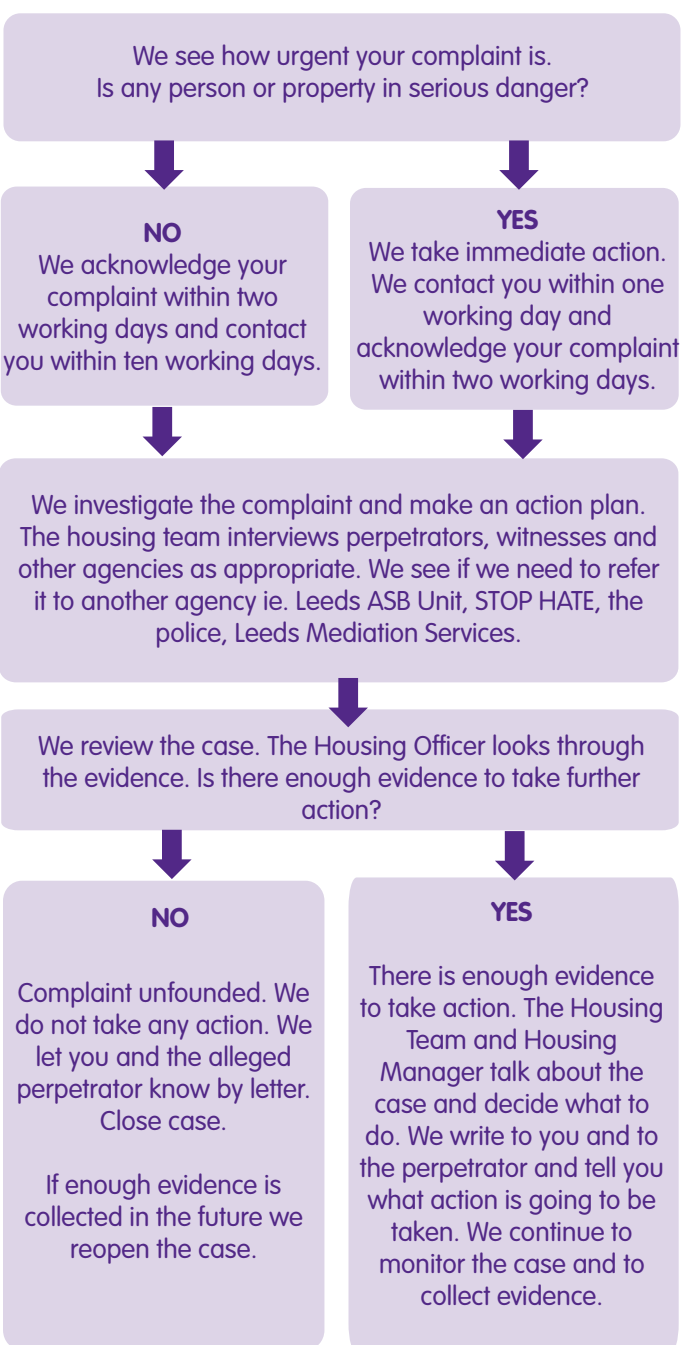 We see how urgent your complaint is.
Is any person or property in serious danger?
NO
We acknowledge your
complaint within two
working days and contact
you within ten working days.
YES
We take immediate action.
We contact you within one
working day and
acknowledge your complaint
within two working days.
We investigate the complaint and make an action plan.
The housing team interviews perpetrators, witnesses and
other agencies as appropriate. We see if we need to refer
it to another agency ie. Leeds ASB Unit, STOP HATE, the
police, Leeds Mediation Services.
We review the case. The Housing Officer looks through
the evidence. Is there enough evidence to take further
action?
NO
Complaint unfounded. We
do not take any action. We
let you and the alleged
perpetrator know by letter.
Close case.
If enough evidence is
collected in the future we
reopen the case.
YES
There is enough evidence
to take action. The Housing
Team and Housing
Manager talk about the
case and decide what to
do. We write to you and to
the perpetrator and tell you
what action is going to be
taken. We continue to
monitor the case and to
collect evidence.